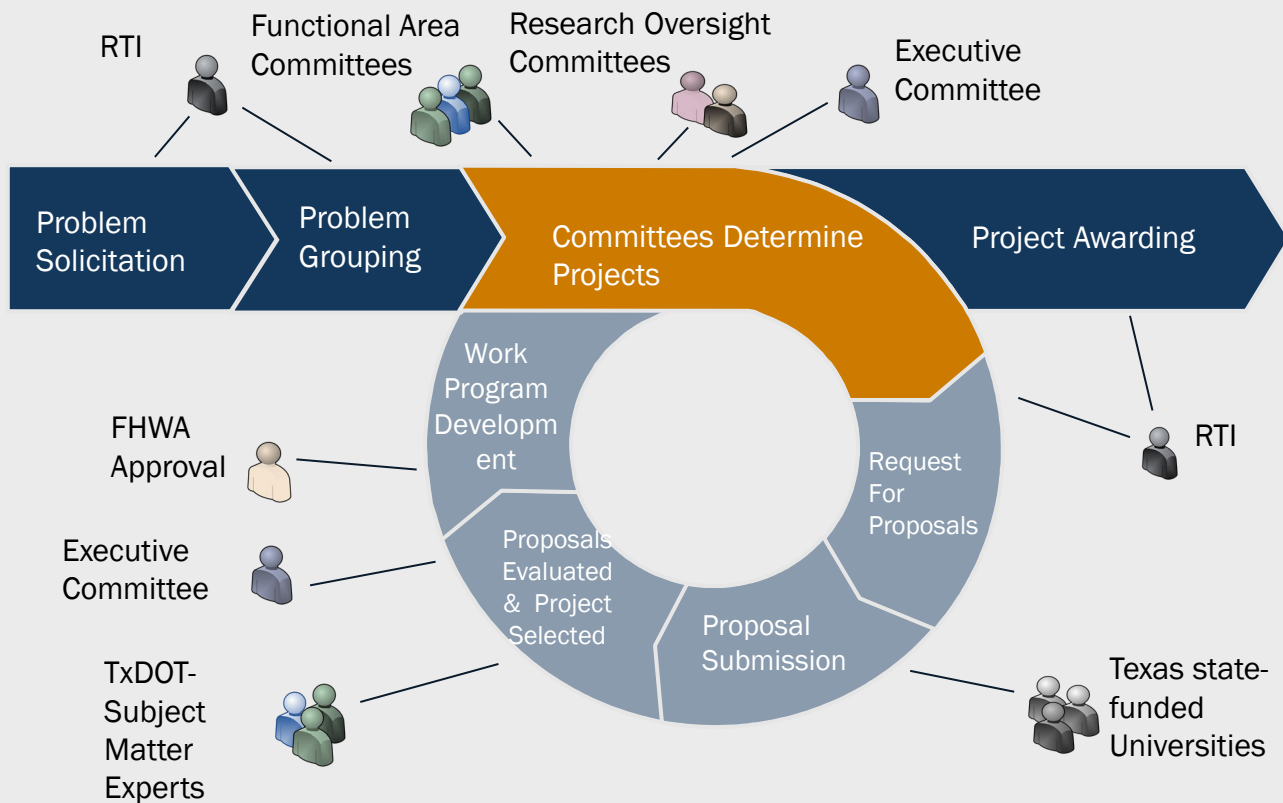 RTI
Functional Area
Committees
Research Oversight
Committees
Executive
Committee
Problem
Solicitation
Problem
Grouping
Committees Determine
Projects
Project Awarding
Work
Program
Developm
ent
FHWA
Approval
Request
For
Proposals
RTI
Executive
Committee
Proposals
Evaluated
& Project
Selected
Proposal
Submission
TxDOT-
Subject
Matter
Experts
Texas state-
funded
Universities